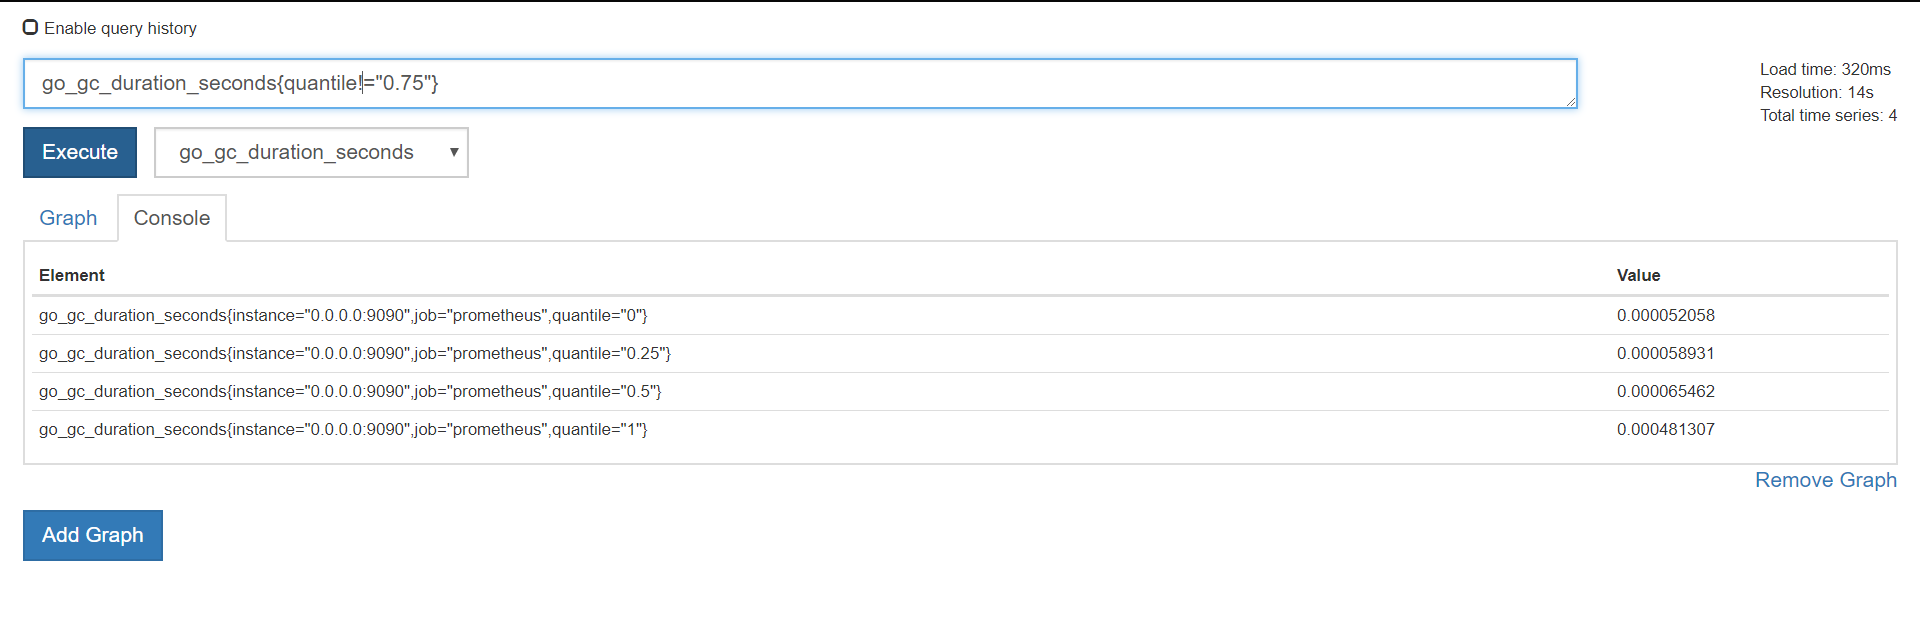 Enable query history
go_gc_duration_seconds{quantile!="0.75"}
Load time: 320ms
Resolution: 14s
Total time series: 4
Execute
go_gc_duration_seconds
Graph
Console
Element Value
go_gc_duration_seconds{instance="0.0.0.0:9090",job="prometheus",quantile="0"} 0.000052058
go_gc_duration_seconds{instance="0.0.0.0:9090",job="prometheus",quantile="0.25"} 0.000058931
go_gc_duration_seconds{instance="0.0.0.0:9090",job="prometheus",quantile="0.5"} 0.000065462
go_gc_duration_seconds{instance="0.0.0.0:9090",job="prometheus",quantile="1"} 0.000481307
Remove Graph
Add Graph